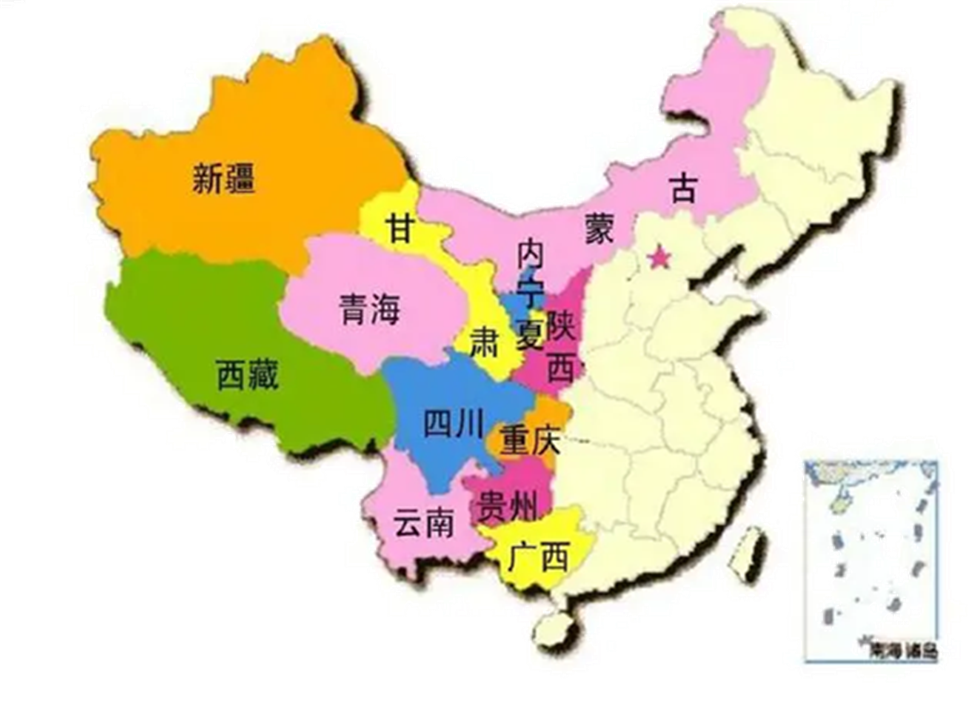 新疆
甘
肃
内
蒙
古
青海
宁
夏
陕
西
西藏
四川
重庆
贵州
云南
广西
南海诸岛